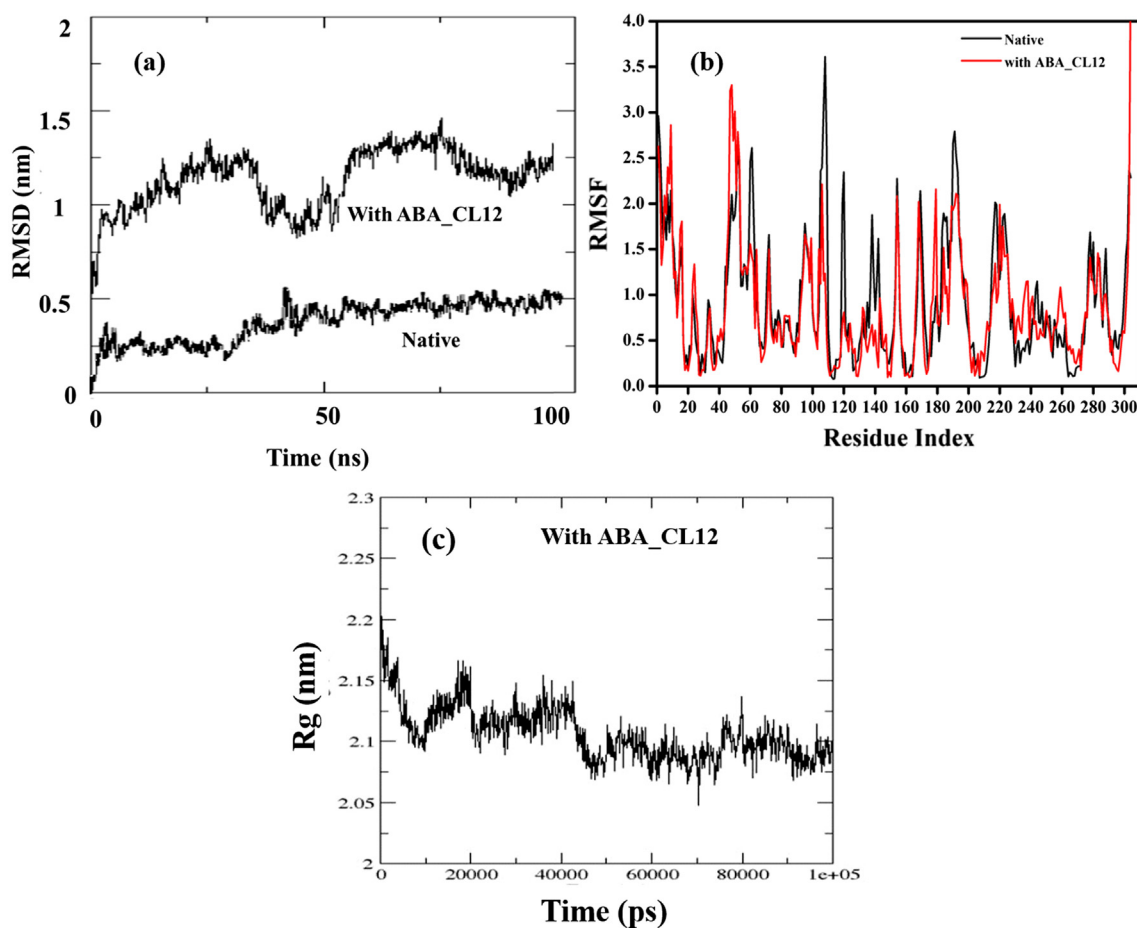 (a)
RMSD (nm)
2
1.5
1
0.5
0
With ABA_CL12
Native
0
50
100
Time (ns)
(b)
Native
with ABA_CL12
RMSF
4.0
3.5
3.0
2.5
2.0
1.5
1.0
0.5
0.0
0 20 40 60 80 100 120 140 160 180 200 220 240 260 280 300
Residue Index
(c)
With ABA_CL12
Rg (nm)
2.3
2.25
2.2
2.15
2.1
2.05
2
0 20000 40000 60000 80000 1e+05
Time (ps)